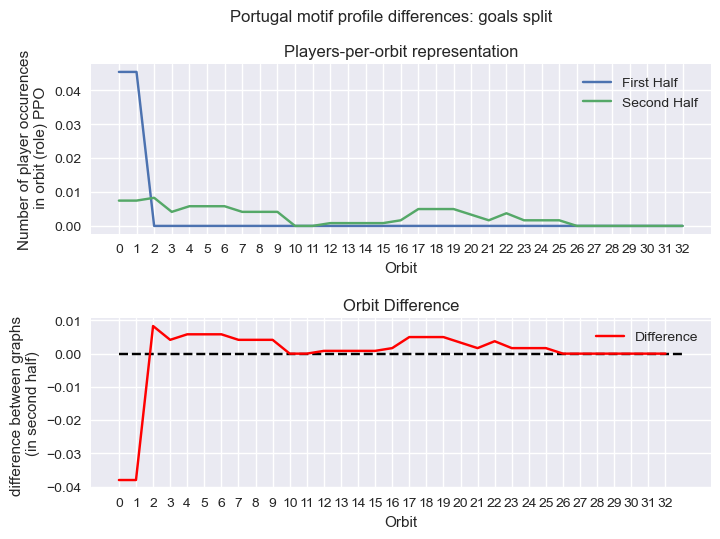 Portugal motif profile differences: goals split
Players-per-orbit representation
Number of player occurences
in orbit (role) PPO
0.04
0.03
0.02
0.01
0.00
First Half
Second Half
0 1 2 3 4 5 6 7 8 9 10 11 12 13 14 15 16 17 18 19 20 21 22 23 24 25 26 27 28 29 30 31 32
Orbit
Orbit Difference
difference between graphs
(in second half)
0.01
0.00
−0.01
−0.02
−0.03
−0.04
Difference
0 1 2 3 4 5 6 7 8 9 10 11 12 13 14 15 16 17 18 19 20 21 22 23 24 25 26 27 28 29 30 31 32
Orbit